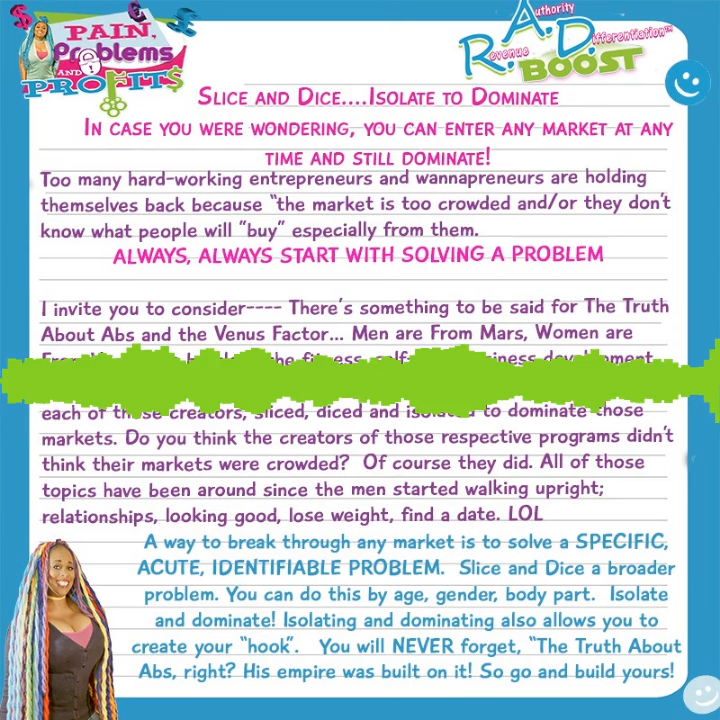 PAIN,
Problems
AND
PROFIT$
R.A.D.
Revenue Authority Differentiation™
BOOST
SLICE AND DICE....ISOLATE TO DOMINATE
IN CASE YOU WERE WONDERING, YOU CAN ENTER ANY MARKET AT ANY
TIME AND STILL DOMINATE!
Too many hard-working entrepreneurs and wannapreneurs are holding
themselves back because "the market is too crowded and/or they don't
know what people will "buy" especially from them.
ALWAYS, ALWAYS START WITH SOLVING A PROBLEM
I invite you to consider---- There's something to be said for The Truth
About Abs and the Venus Factor... Men are From Mars, Women are
the fitness,
each of those creators, sliced, diced and isolated to dominate those
markets. Do you think the creators of those respective programs didn't
think their markets were crowded? Of course they did. All of those
topics have been around since the men started walking upright;
relationships, looking good, lose weight, find a date. LOL
A way to break through any market is to solve a SPECIFIC,
ACUTE, IDENTIFIABLE PROBLEM. Slice and Dice a broader
problem. You can do this by age, gender, body part. Isolate
and dominate! Isolating and dominating also allows you to
create your "hook". You will NEVER forget, "The Truth About
Abs, right? His empire was built on it! So go and build yours!